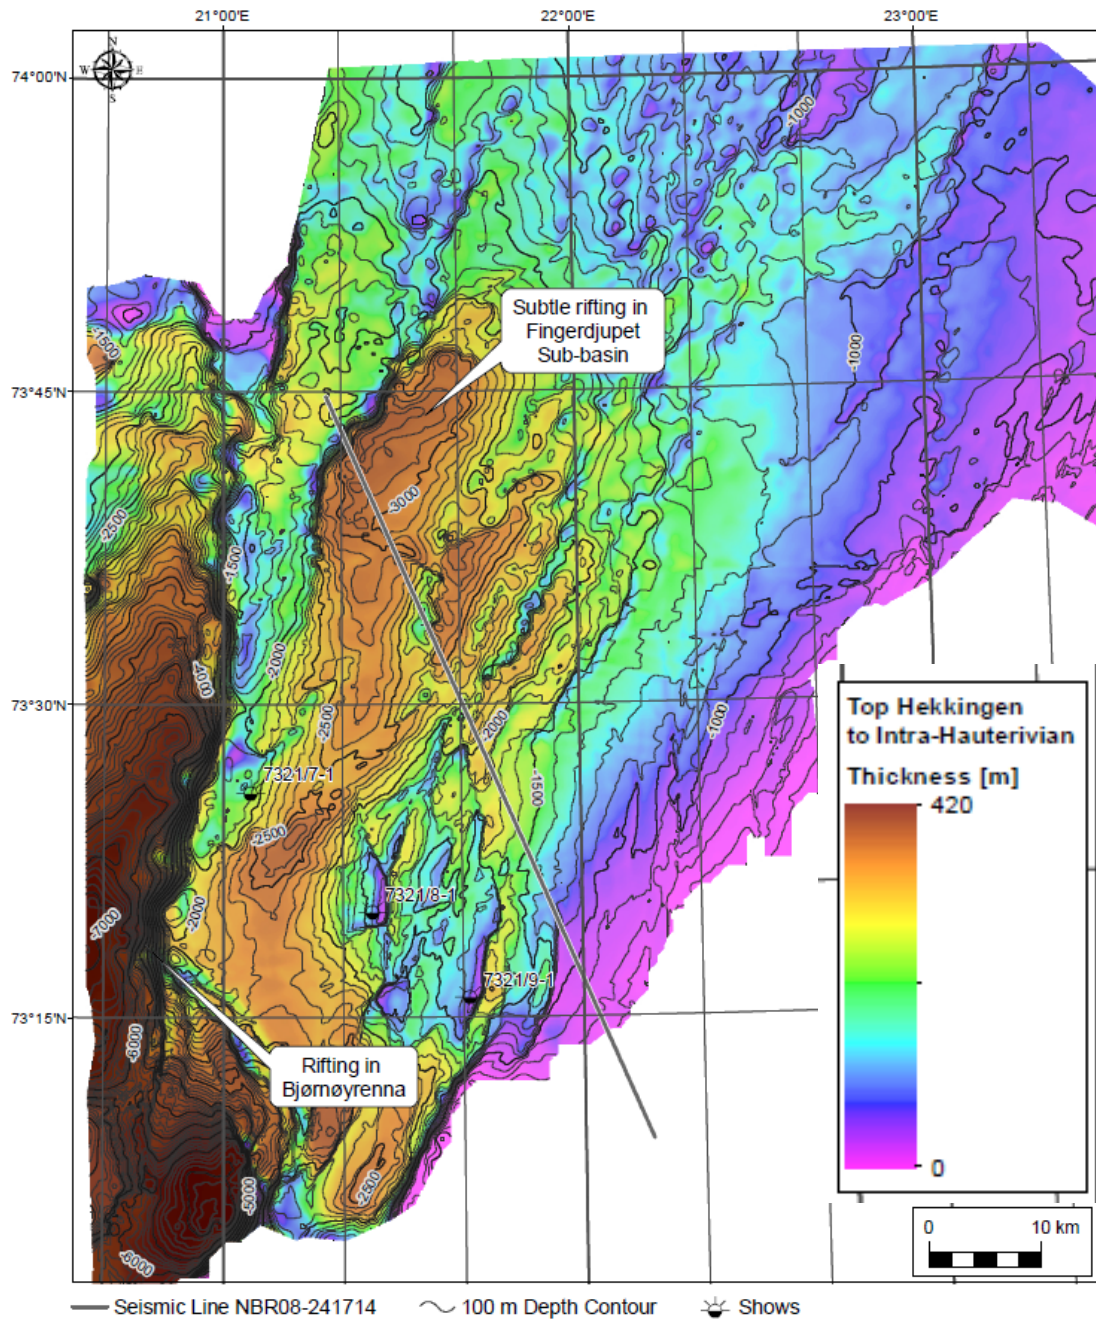 21°00'E
22°00'E
23°00'E
N
W E
S
74°00'N
73°45'N
73°30'N
73°15'N
-1000
-1500
-1000
Subtle rifting in
Fingerdjupet
Sub-basin
-3000
-2500
-1500
-4000
-2000
-2500
-2000
-1000
-1500
7321/7-1
-2500
7321/8-1
-2000
-7000
7321/9-1
-6000
Rifting in
Bjørnøyrenna
-5000
-2500
-6000
Top Hekkingen
to Intra-Hauterivian
Thickness [m]
420
0
0 10 km
Seismic Line NBR08-241714
100 m Depth Contour
Shows